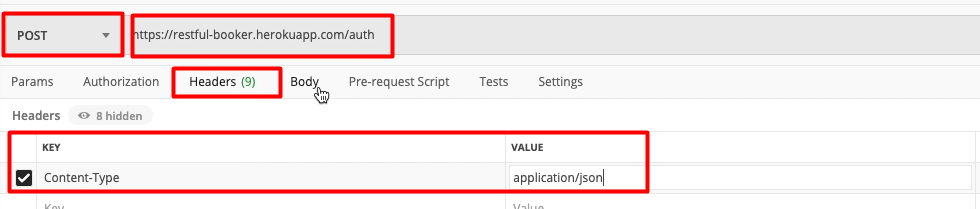 POST https://restful-booker.herokuapp.com/auth
Params Authorization Headers (9) Body Pre-request Script Tests Settings
Headers 8 hidden
KEY VALUE
Content-Type application/json
Key Value